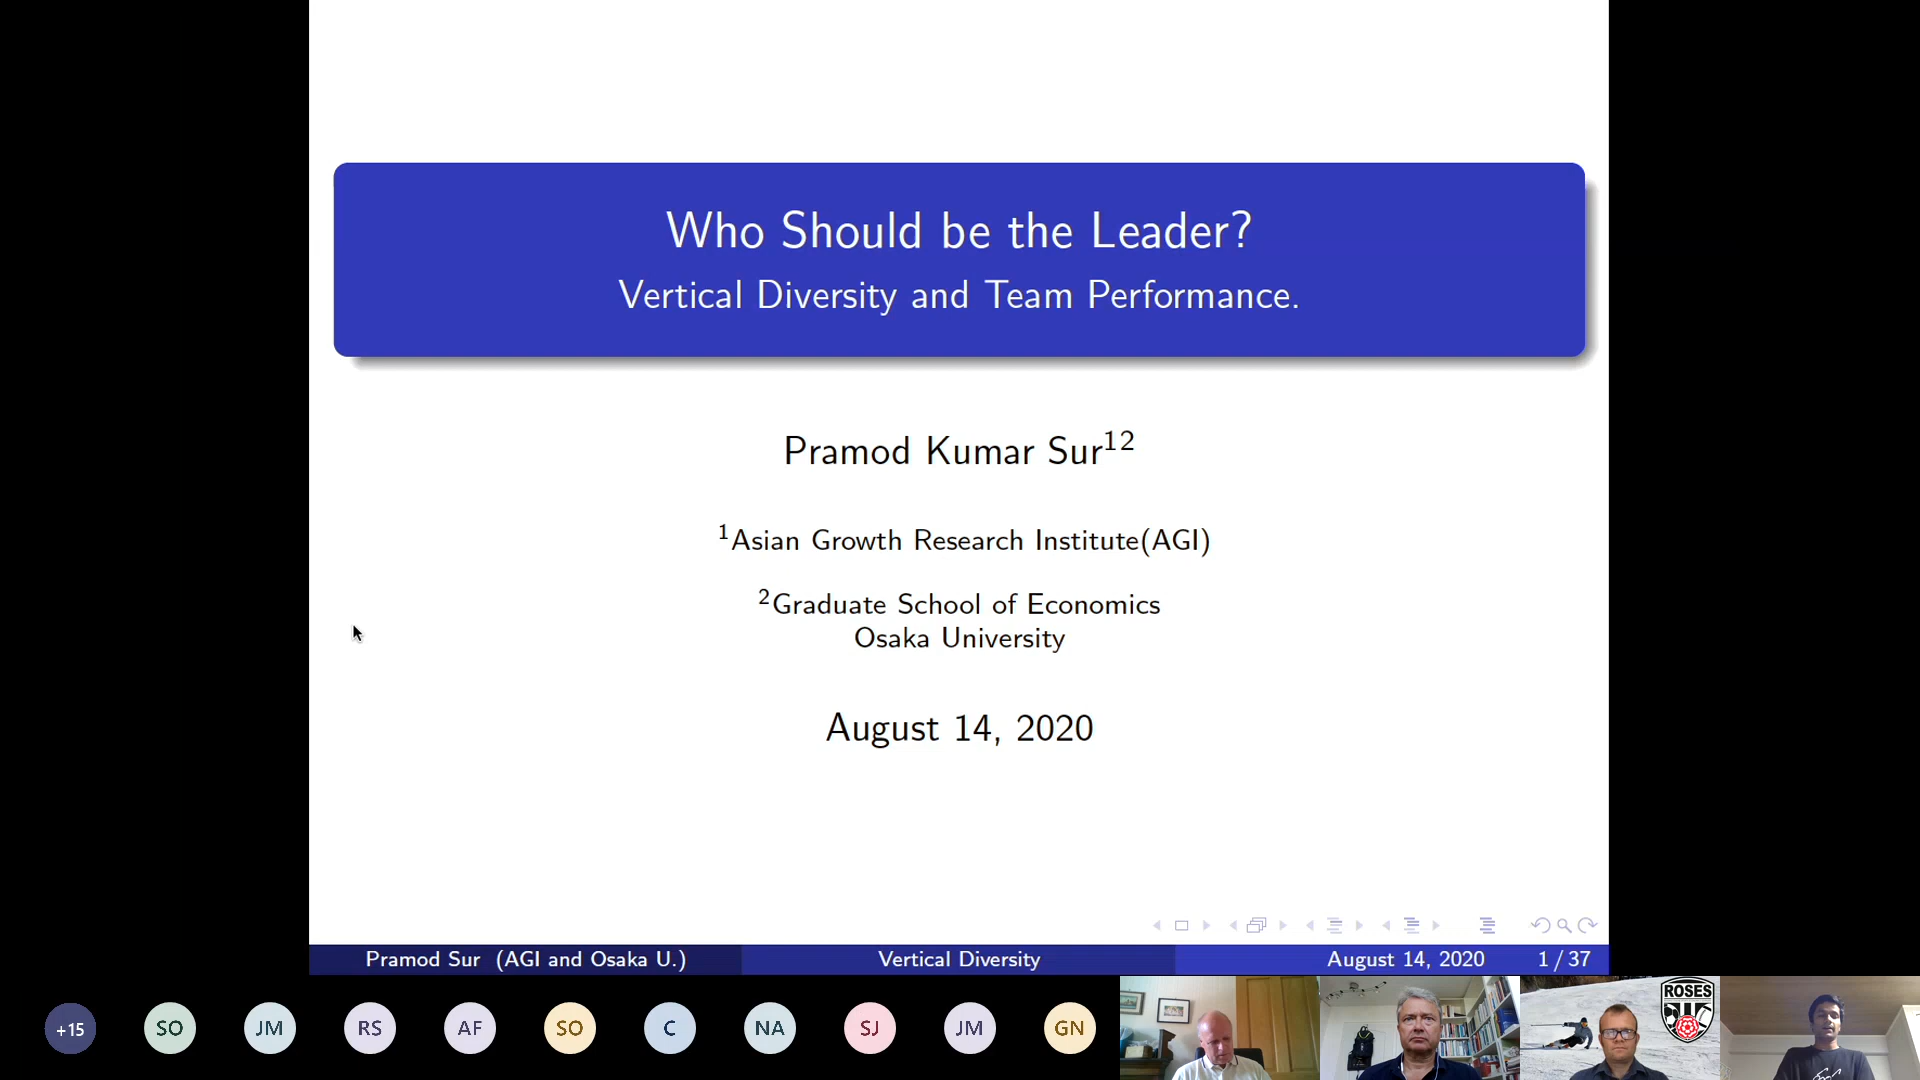 Who Should be the Leader?
Vertical Diversity and Team Performance.
Pramod Kumar Sur12
1Asian Growth Research Institute(AGI)
2Graduate School of Economics
Osaka University
August 14, 2020
Pramod Sur (AGI and Osaka U.) Vertical Diversity August 14, 2020 1 / 37
+15 SO JM RS AF SO C NA SJ JM GN
ROSES